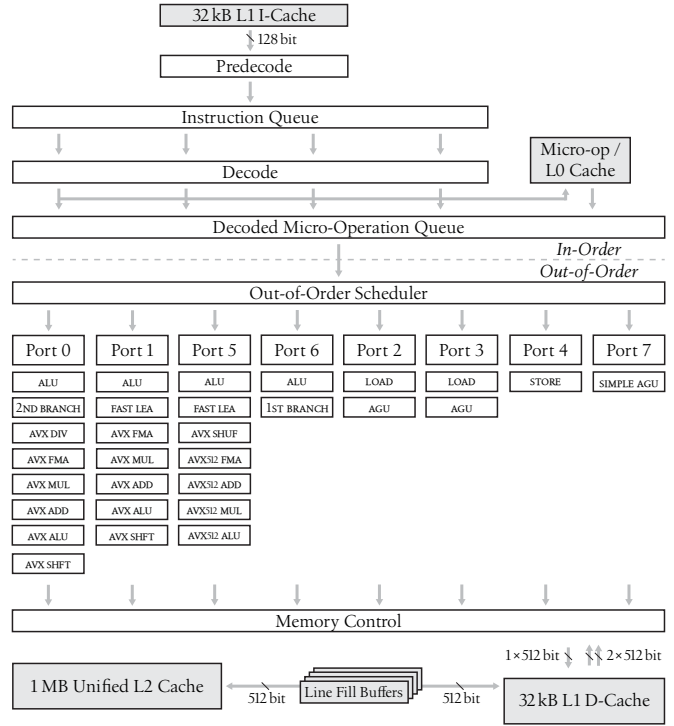 32 kB L1 I-Cache
128 bit
Predecode
Instruction Queue
Decode
Micro-op /
L0 Cache
Decoded Micro-Operation Queue
In-Order
Out-of-Order
Out-of-Order Scheduler
Port 0 Port 1 Port 5 Port 6 Port 2 Port 3 Port 4 Port 7
ALU ALU ALU ALU LOAD LOAD STORE SIMPLE AGU
2ND BRANCH FAST LEA FAST LEA 1ST BRANCH AGU AGU
AVX DIV AVX FMA AVX SHUF
AVX FMA AVX MUL AVX512 FMA
AVX MUL AVX ADD AVX512 ADD
AVX ADD AVX ALU AVX512 MUL
AVX ALU AVX SHFT AVX512 ALU
AVX SHFT
Memory Control
1×512 bit 2×512 bit
1 MB Unified L2 Cache
512 bit
Line Fill Buffers
512 bit
32 kB L1 D-Cache